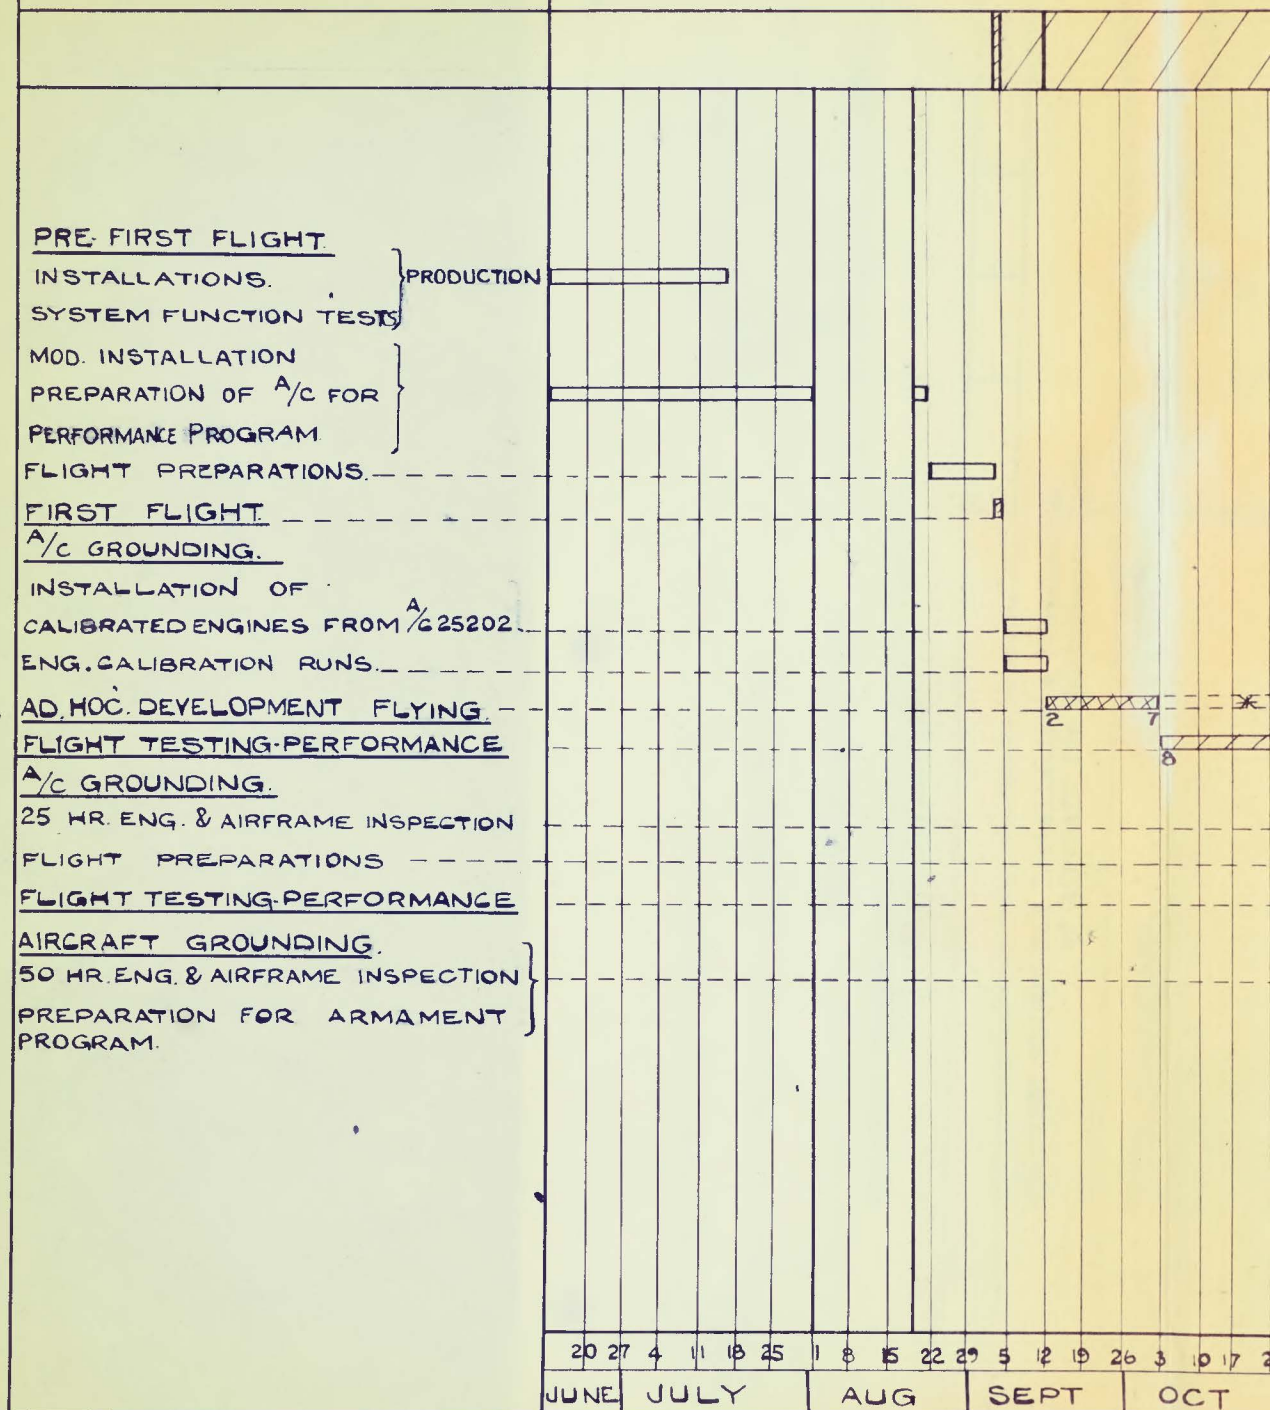 PRE-FIRST FLIGHT.
INSTALLATIONS.
PRODUCTION
SYSTEM FUNCTION TESTS
MOD. INSTALLATION
PREPARATION OF A/C FOR
PERFORMANCE PROGRAM
FLIGHT PREPARATIONS.
FIRST FLIGHT
A/C GROUNDING.
INSTALLATION OF
CALIBRATED ENGINES FROM A/C 25202.
ENG. CALIBRATION RUNS.
AD. HOC. DEVELOPMENT FLYING.
2 7
FLIGHT TESTING-PERFORMANCE
8
A/C GROUNDING.
25 HR. ENG. & AIRFRAME INSPECTION
FLIGHT PREPARATIONS
FLIGHT TESTING-PERFORMANCE
AIRCRAFT GROUNDING.
50 HR. ENG. & AIRFRAME INSPECTION
PREPARATION FOR ARMAMENT
PROGRAM.
20 27 4 11 18 25 1 8 15 22 29 5 12 19 26 3 10 17 2
JUNE JULY AUG SEPT OCT